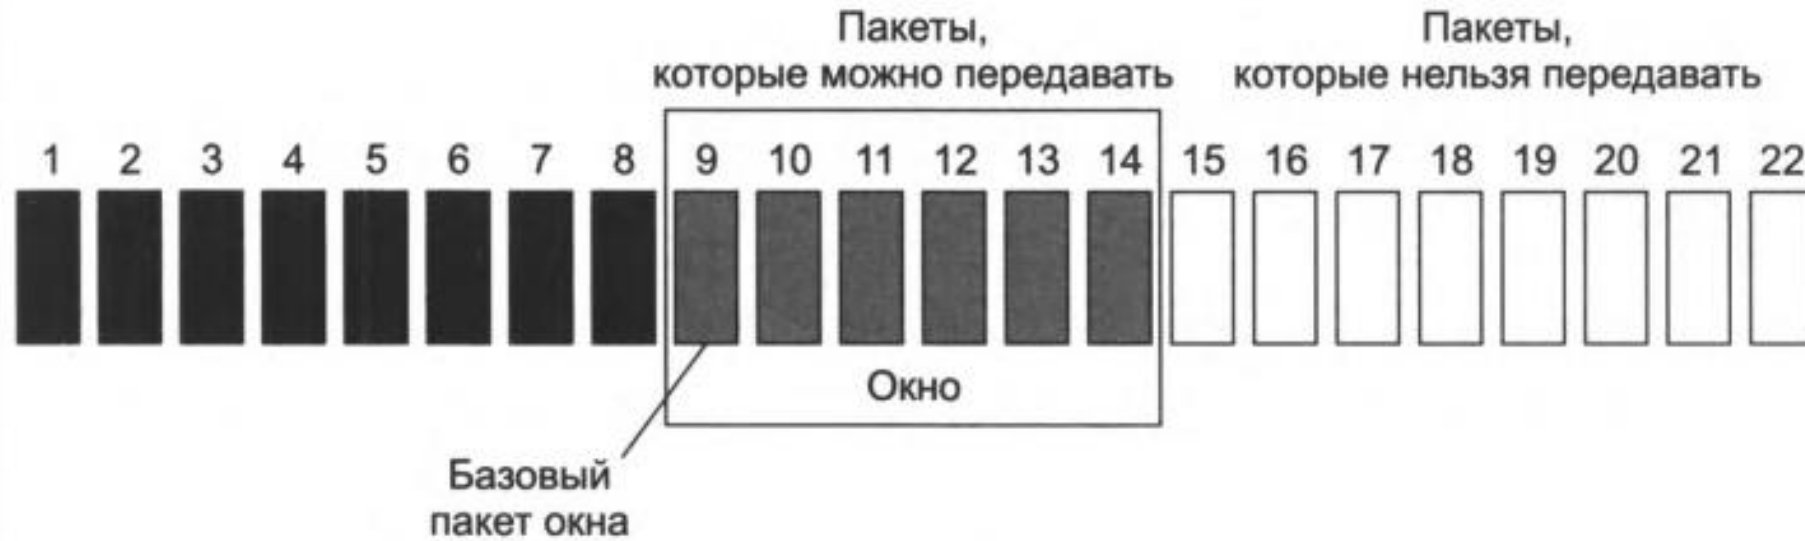 Пакеты,
которые можно передавать
Пакеты,
которые нельзя передавать
1 2 3 4 5 6 7 8 9 10 11 12 13 14 15 16 17 18 19 20 21 22
Окно
Базовый
пакет окна